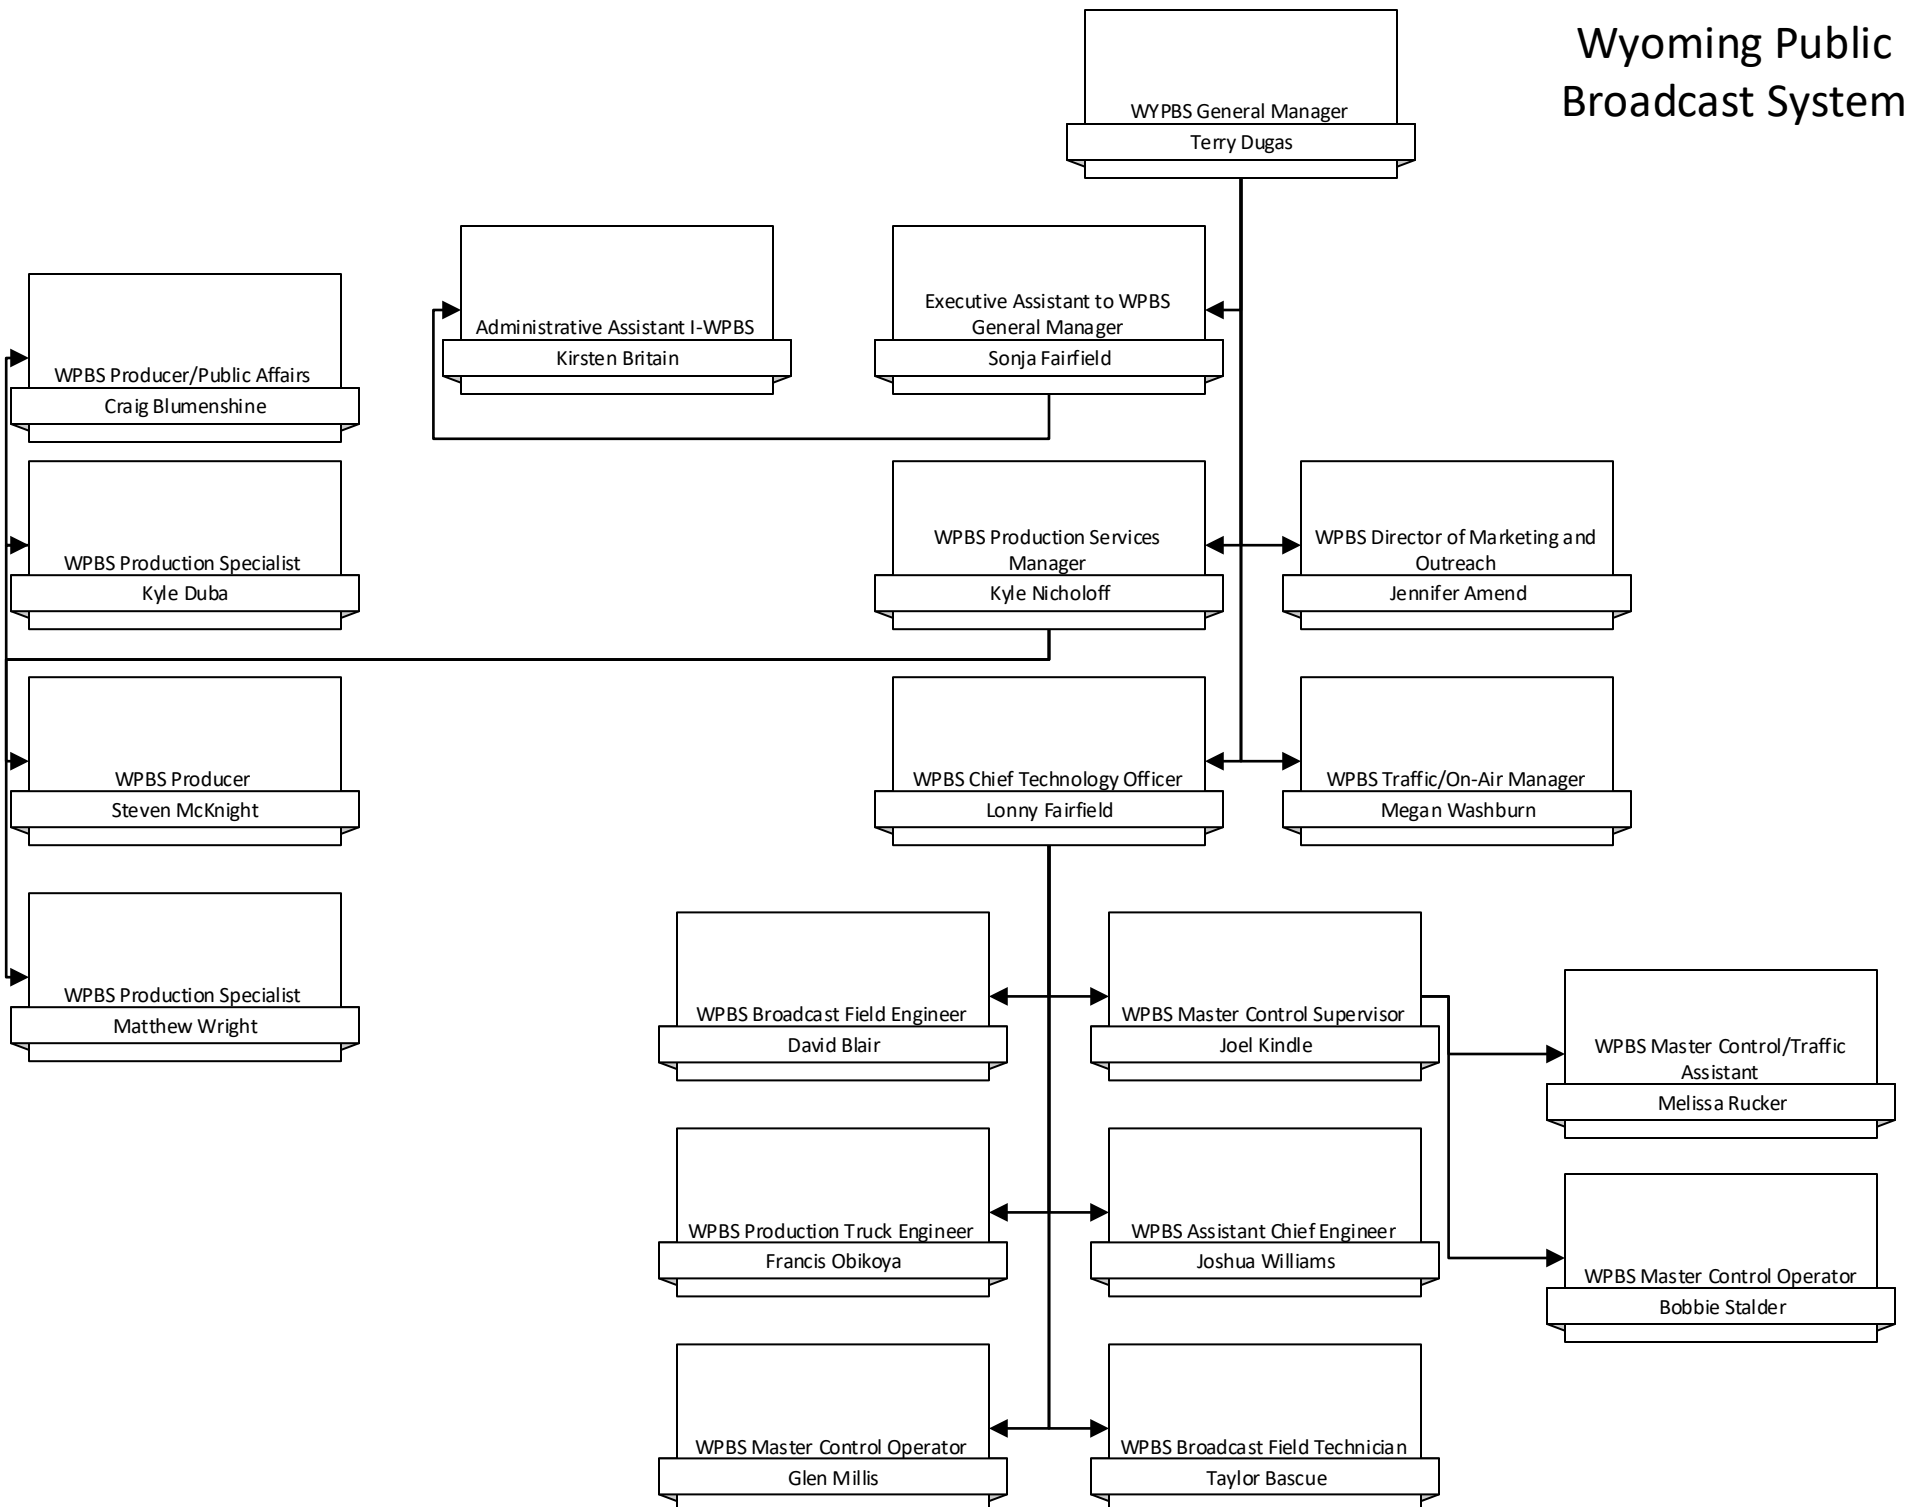 Wyoming Public
Broadcast System
WYPBS General Manager
Terry Dugas
Executive Assistant to WPBS
General Manager
Sonja Fairfield
Administrative Assistant I-WPBS
Kirsten Britain
WPBS Producer/Public Affairs
Craig Blumenshine
WPBS Production Specialist
Kyle Duba
WPBS Production Services
Manager
Kyle Nicholoff
WPBS Director of Marketing and
Outreach
Jennifer Amend
WPBS Producer
Steven McKnight
WPBS Chief Technology Officer
Lonny Fairfield
WPBS Traffic/On-Air Manager
Megan Washburn
WPBS Production Specialist
Matthew Wright
WPBS Broadcast Field Engineer
David Blair
WPBS Master Control Supervisor
Joel Kindle
WPBS Master Control/Traffic
Assistant
Melissa Rucker
WPBS Production Truck Engineer
Francis Obikoya
WPBS Assistant Chief Engineer
Joshua Williams
WPBS Master Control Operator
Bobbie Stalder
WPBS Master Control Operator
Glen Millis
WPBS Broadcast Field Technician
Taylor Bascue